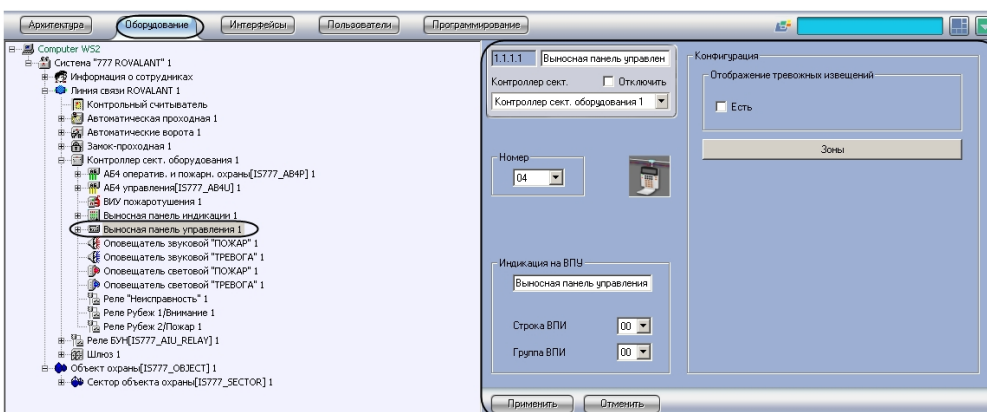 Архитектура Оборудование Интерфейсы Пользователи Программирование
Computer WS2
Система "777 ROVALANT" 1
Информация о сотрудниках
Линия связи ROVALANT 1
Контрольный считыватель
Автоматическая проходная 1
Автоматические ворота 1
Замок-проходная 1
Контроллер сект. оборудования 1
АБ4 оператив. и пожарн. охраны[IS777_AB4P] 1
АБ4 управления[IS777_AB4U] 1
ВИУ пожаротушения 1
Выносная панель индикации 1
Выносная панель управления 1
Оповещатель звуковой "ПОЖАР" 1
Оповещатель звуковой "ТРЕВОГА" 1
Оповещатель световой "ПОЖАР" 1
Оповещатель световой "ТРЕВОГА" 1
Реле "Неисправность" 1
Реле Рубеж 1/Внимание 1
Реле Рубеж 2/Пожар 1
Реле БУН[IS777_AIU_RELAY] 1
Шлюз 1
Объект охраны[IS777_OBJECT] 1
Сектор объекта охраны[IS777_SECTOR] 1
1.1.1.1 Выносная панель управлен
Контроллер сект. Отключить
Контроллер сект. оборудования 1
Номер
04
Индикация на ВПУ
Выносная панель управления
Строка ВПИ 00
Группа ВПИ 00
Конфигурация
Отображение тревожных извещений
Есть
Зоны
Применить Отменить